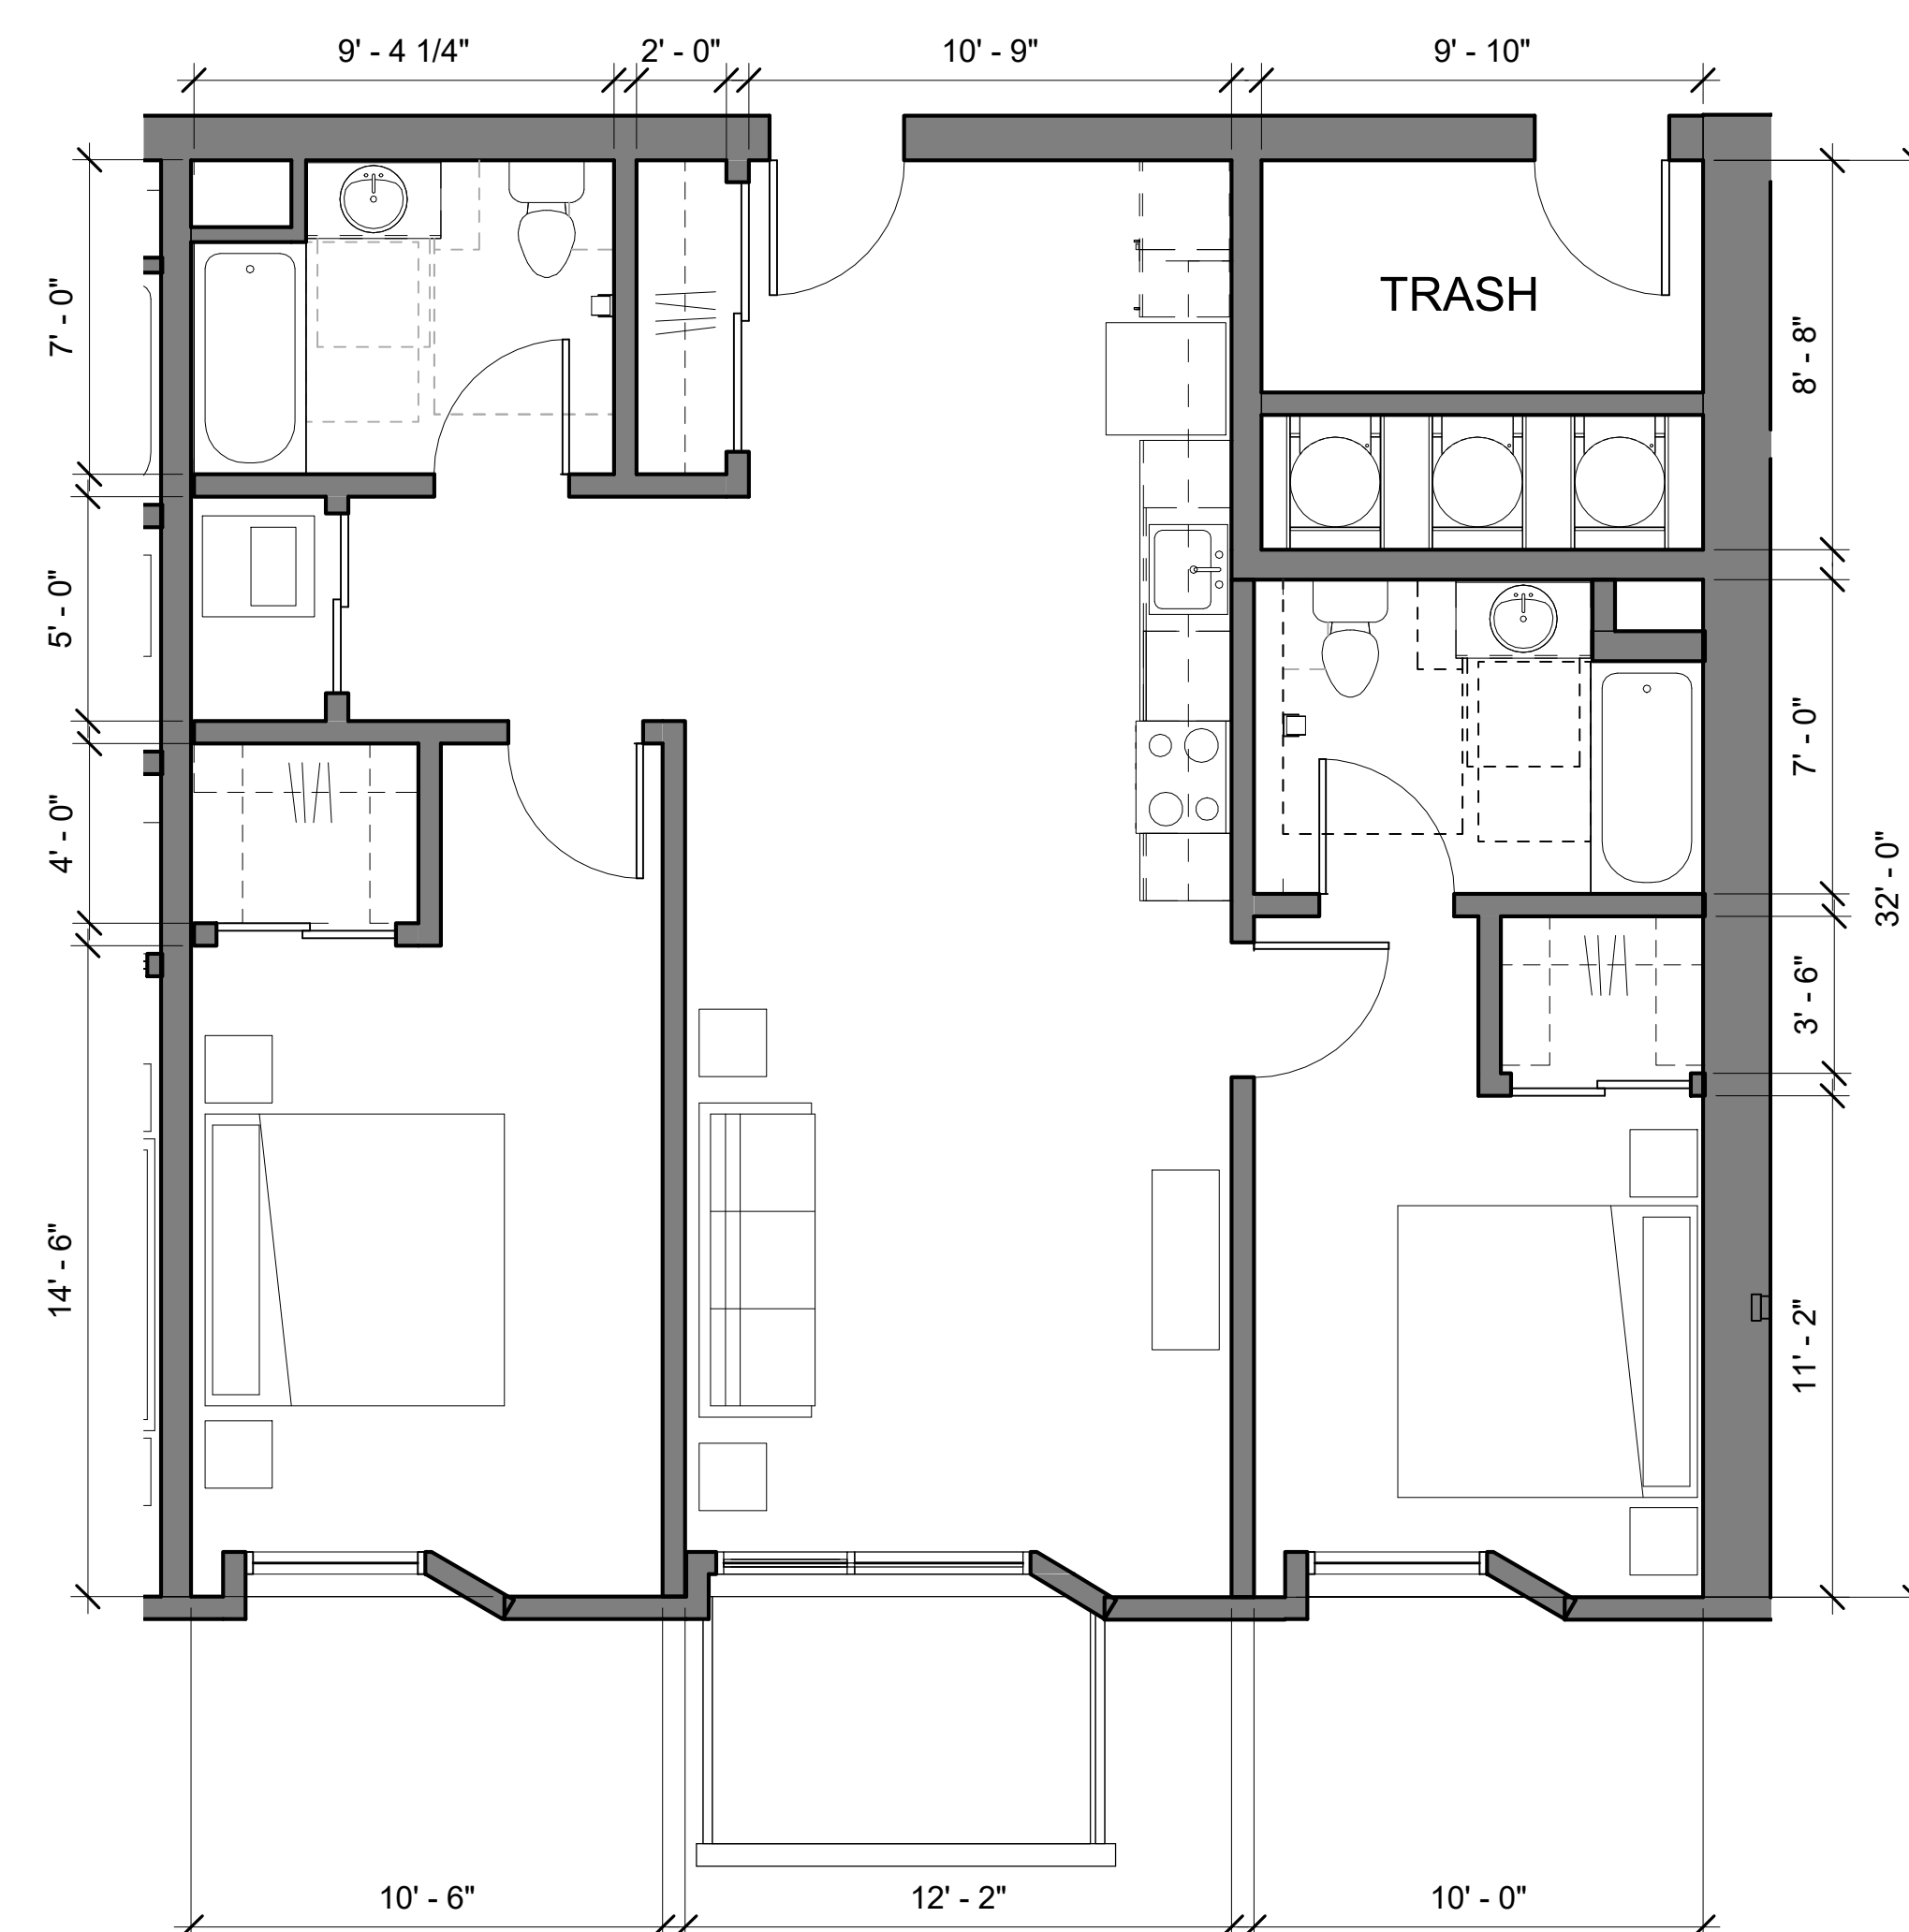 9' - 4 1/4"
2' - 0"
10' - 9"
9' - 10"
7' - 0"
TRASH
8' - 8"
5' - 0"
7' - 0"
4' - 0"
32' - 0"
3' - 6"
14' - 6"
11' - 2"
10' - 6"
12' - 2"
10' - 0"